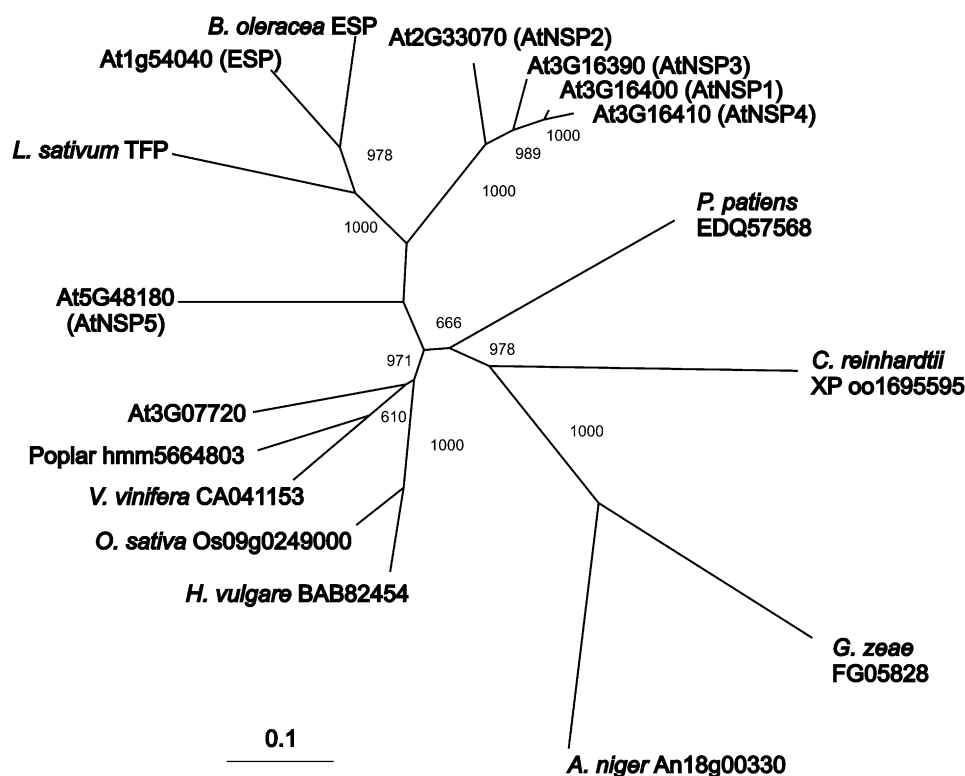 B. oleracea ESP
At1g54040 (ESP)
At2G33070 (AtNSP2)
At3G16390 (AtNSP3)
At3G16400 (AtNSP1)
At3G16410 (AtNSP4)
1000
989
978
L. sativum TFP
1000
1000
P. patiens
EDQ57568
At5G48180
(AtNSP5)
666
978
971
C. reinhardtii
XP oo1695595
At3G07720
610
1000
1000
Poplar hmm5664803
V. vinifera CA041153
O. sativa Os09g0249000
H. vulgare BAB82454
G. zeae
FG05828
0.1
A. niger An18g00330